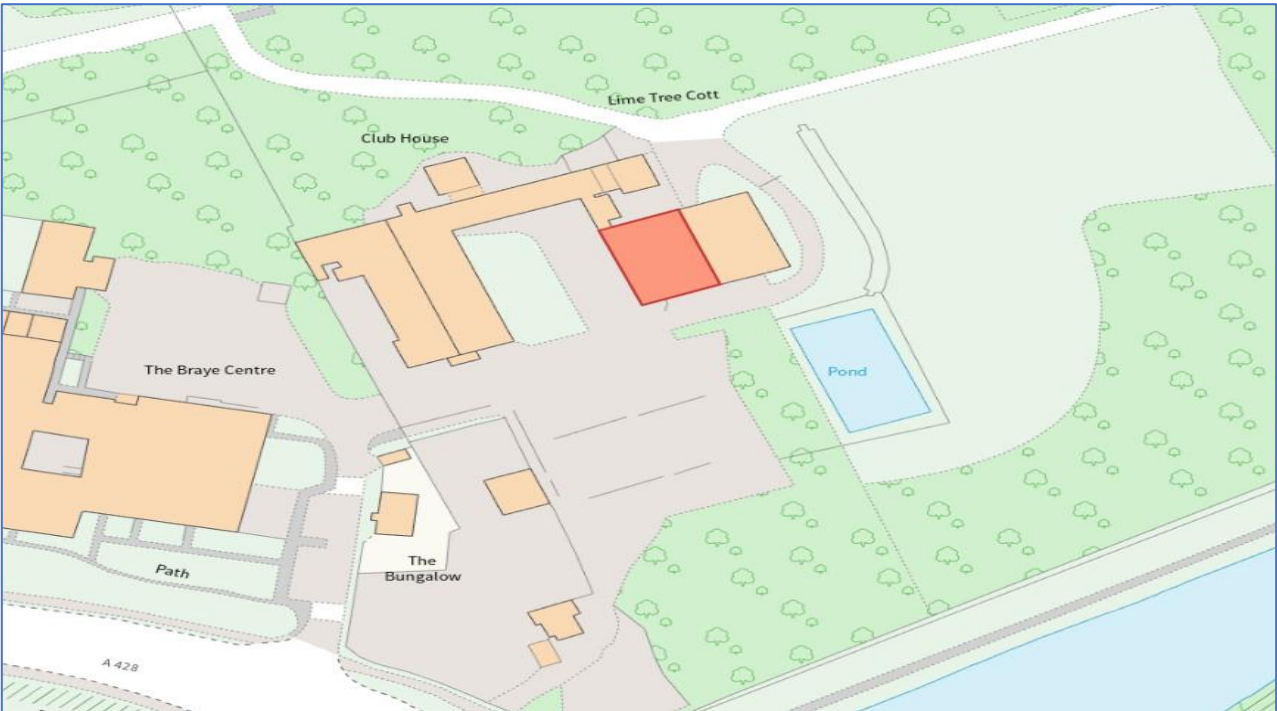 Lime Tree Cott
Club House
The Braye Centre
Pond
The
Bungalow
Path
A 428